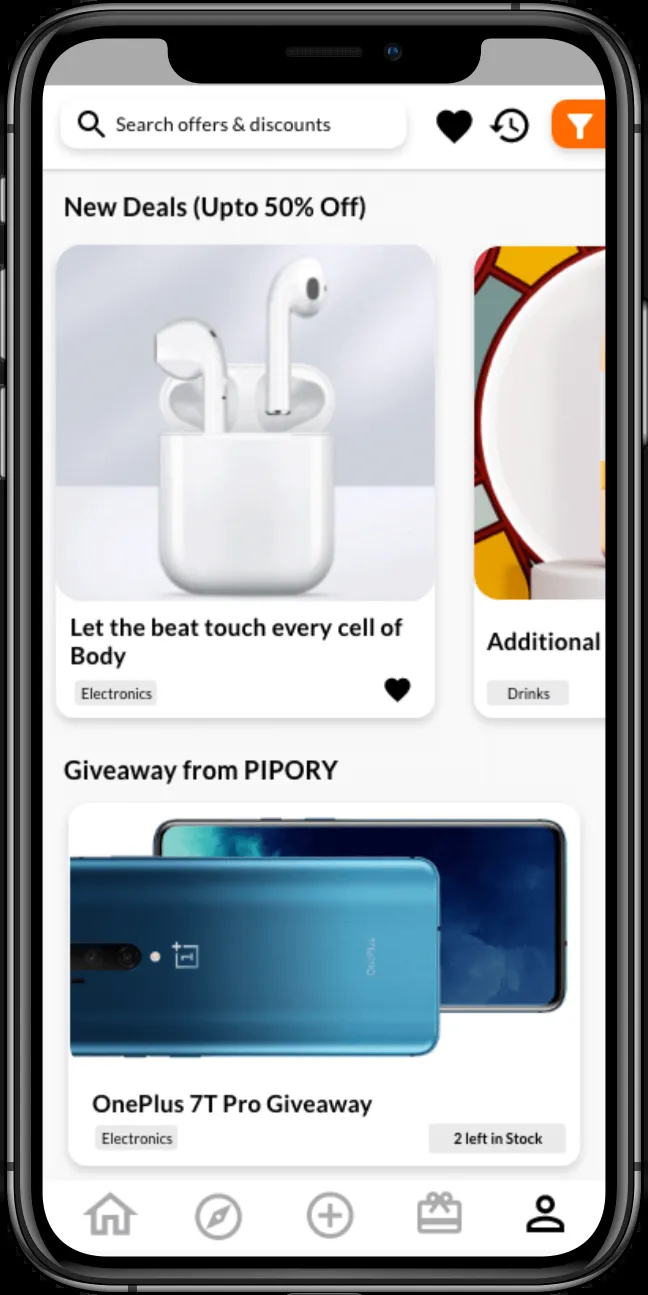 Search offers & discounts
New Deals (Upto 50% Off)
Let the beat touch every cell of
Body
Electronics
Additional
Drinks
Giveaway from PIPORY
1
OnePlus
OnePlus 7T Pro Giveaway
Electronics
2 left in Stock